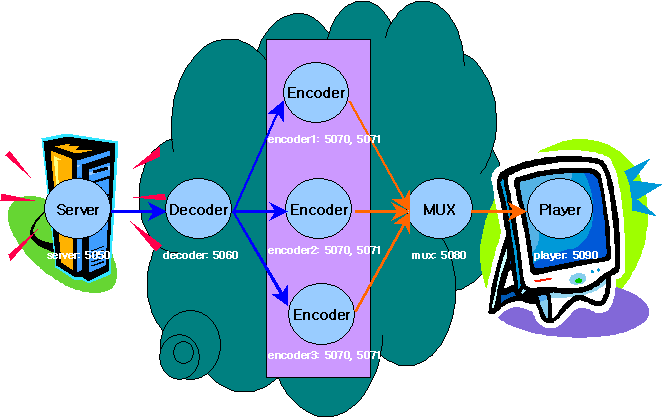 Encoder
encoder1: 5070, 5071
Server
server: 5050
Decoder
decoder: 5060
Encoder
encoder2: 5070, 5071
MUX
mux: 5080
Player
player: 5090
Encoder
encoder3: 5070, 5071